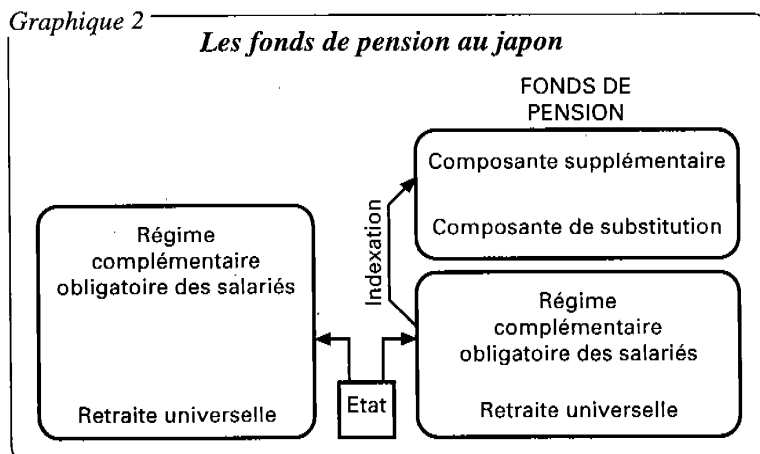 Graphique 2
Les fonds de pension au japon
FONDS DE
PENSION
Composante supplémentaire
Composante de substitution
Indexation
Régime
complémentaire
obligatoire des salariés
Retraite universelle
Etat
Régime
complémentaire
obligatoire des salariés
Retraite universelle